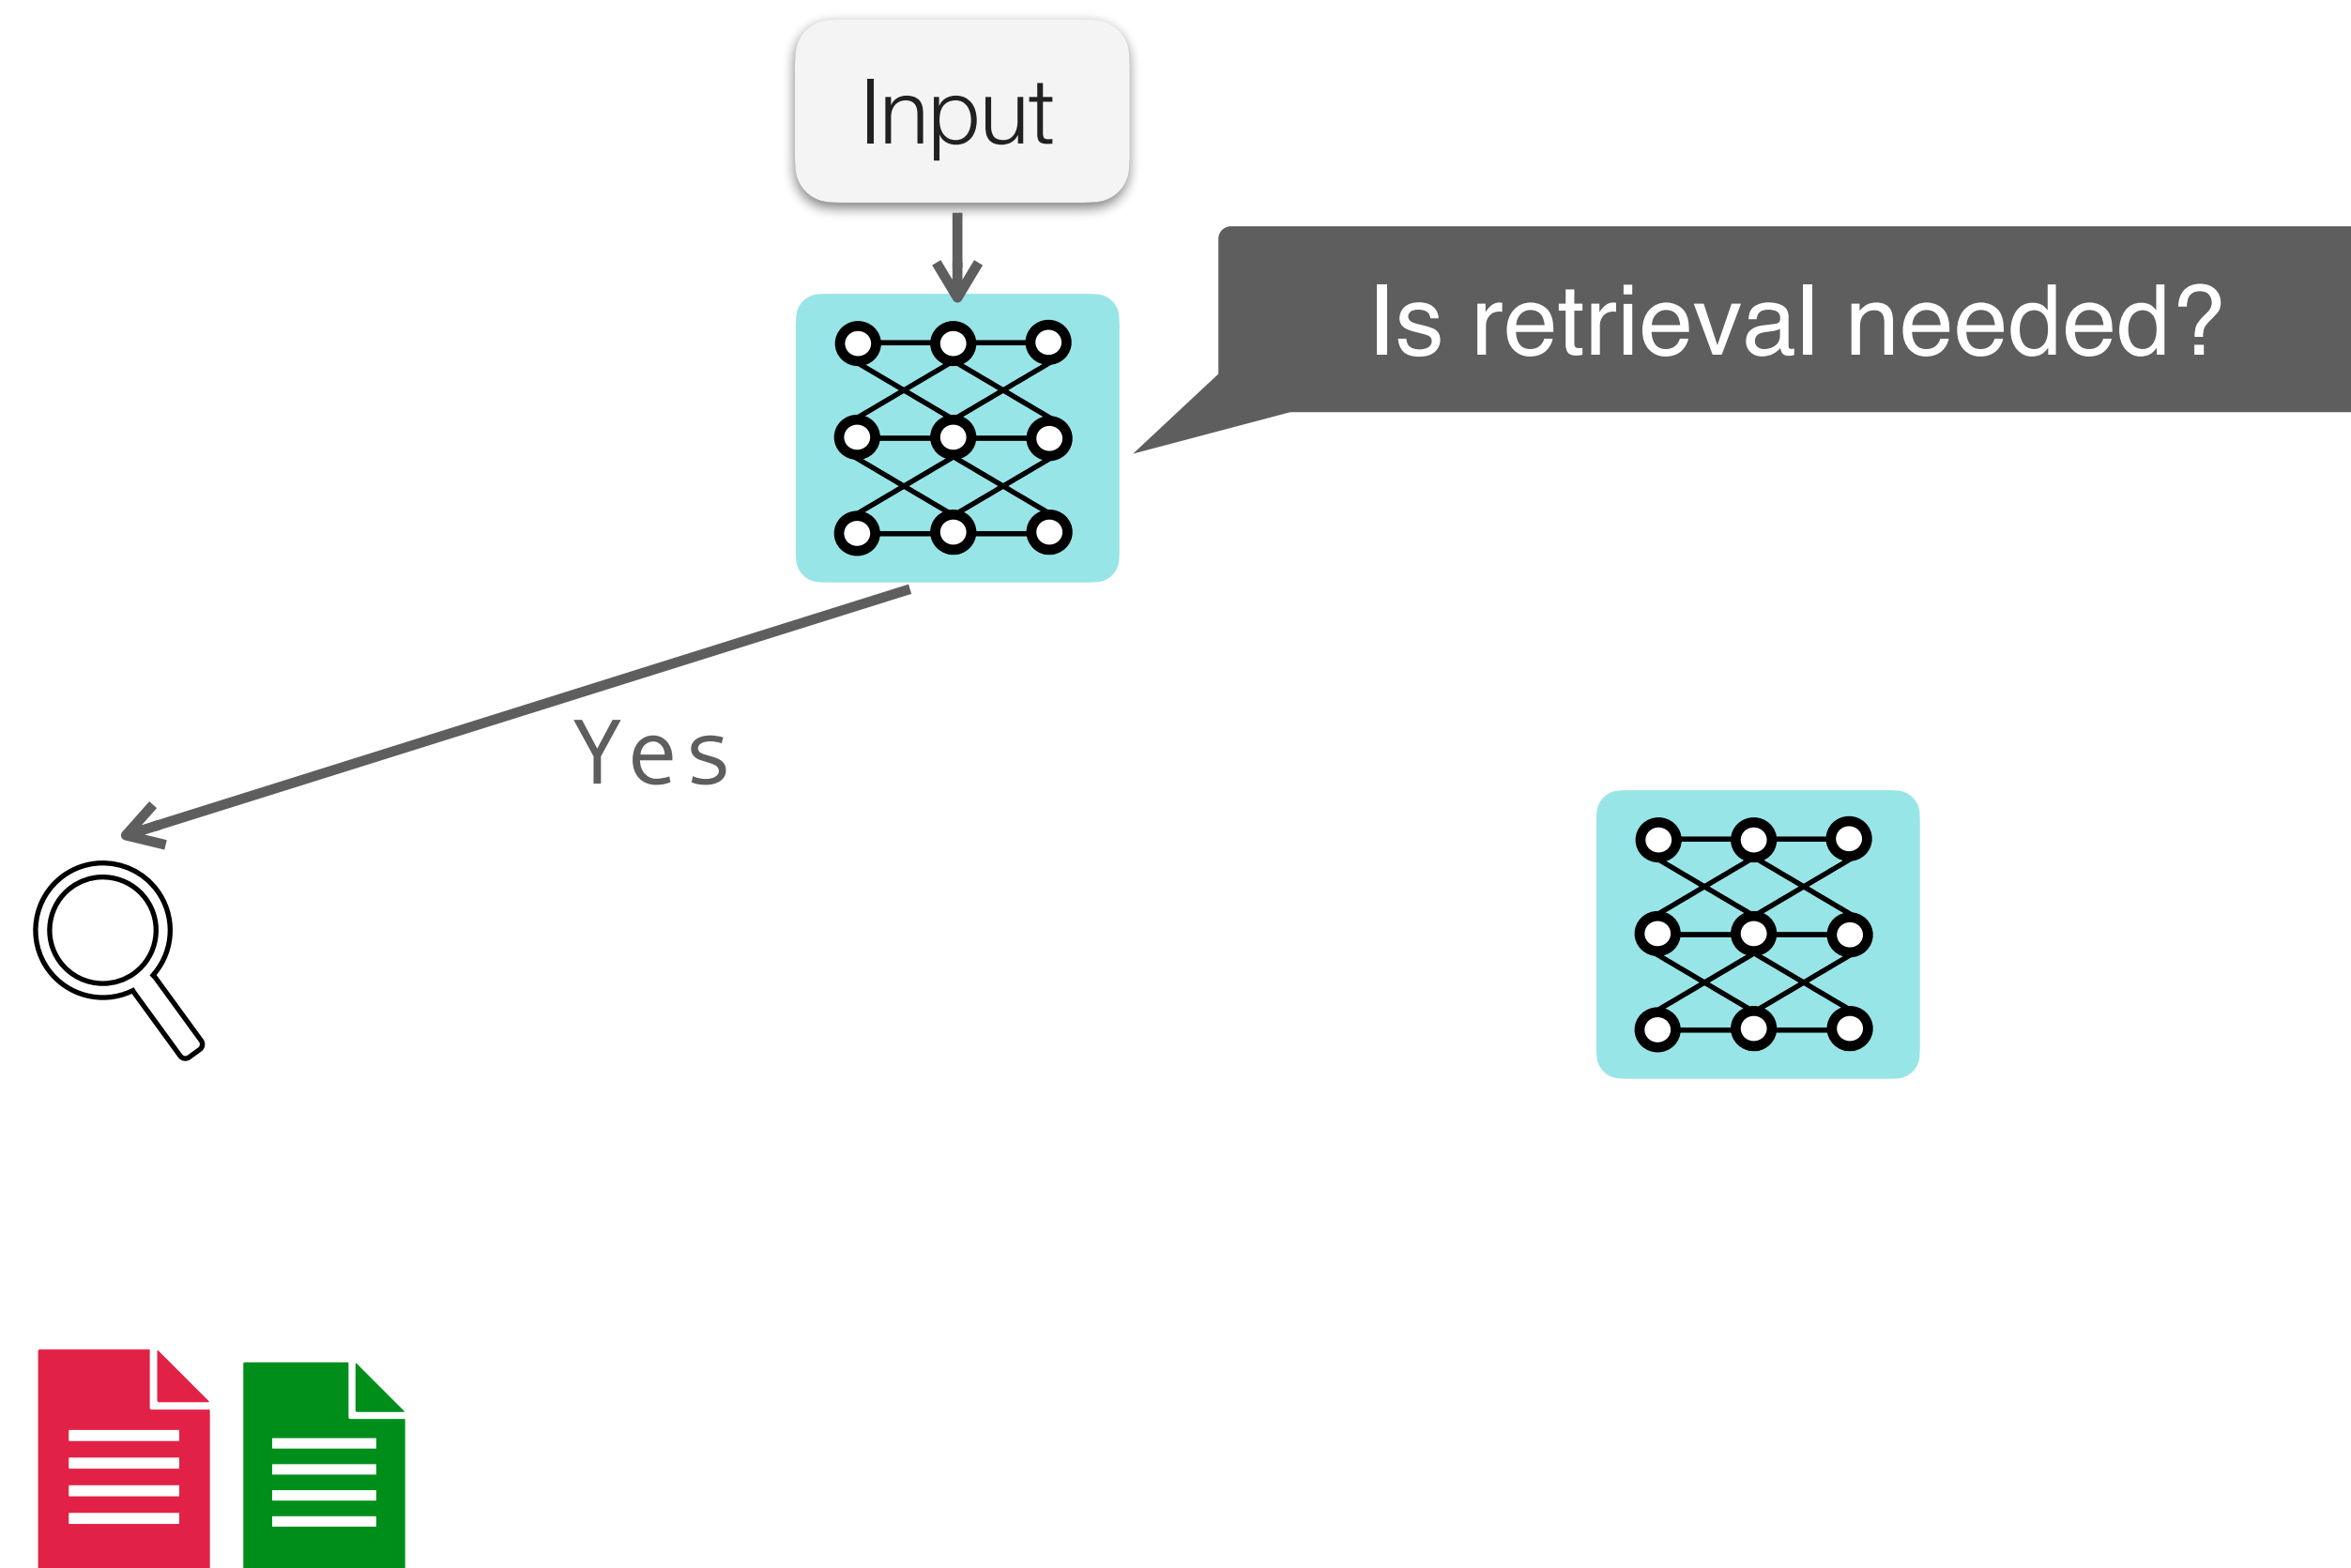 Input
Is retrieval needed?
Yes